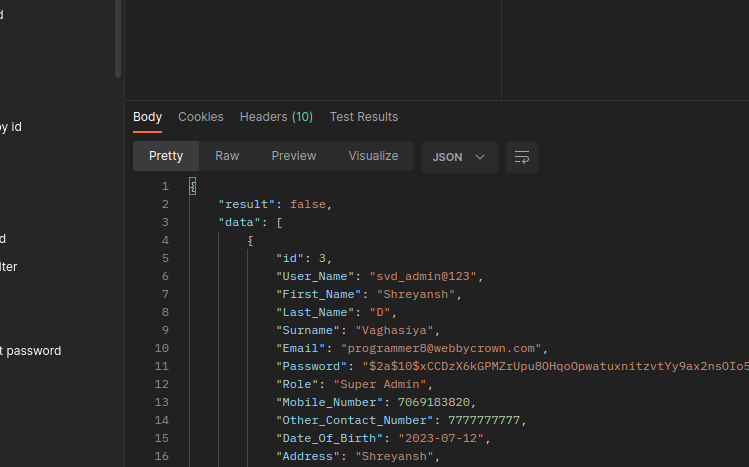 d
Body Cookies Headers (10) Test Results
by id
Pretty Raw Preview Visualize JSON
1 {
2 "result": false,
3 "data": [
d
4 {
5 "id": 3,
lter
6 "User_Name": "svd_admin@123",
7 "First_Name": "Shreyansh",
8 "Last_Name": "D",
9 "Surname": "Vaghasiya",
10 "Email": "programmer8@webbycrown.com",
t password
11 "Password": "$2a$10$xCCDzX6kGPMZrUpu8OHqoOpwatuxnitzvtYy9ax2nsOIo5
12 "Role": "Super Admin",
13 "Mobile_Number": 7069183820,
14 "Other_Contact_Number": 7777777777,
15 "Date_Of_Birth": "2023-07-12",
16 "Address": "Shreyansh",